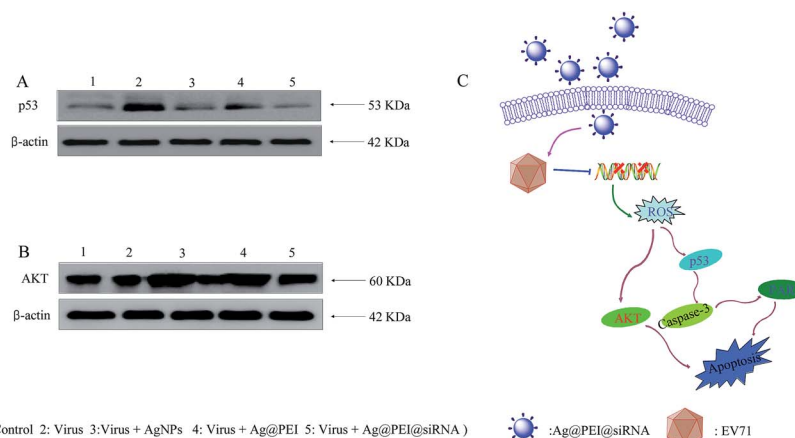 A
1 2 3 4 5
p53
53 KDa
β-actin
42 KDa
B
1 2 3 4 5
AKT
60 KDa
β-actin
42 KDa
C
ROS
p53
AKT
Caspase-3
Apoptosis
ontrol 2: Virus 3:Virus + AgNPs 4: Virus + Ag@PEI 5: Virus + Ag@PEI@siRNA )
:Ag@PEI@siRNA
: EV71